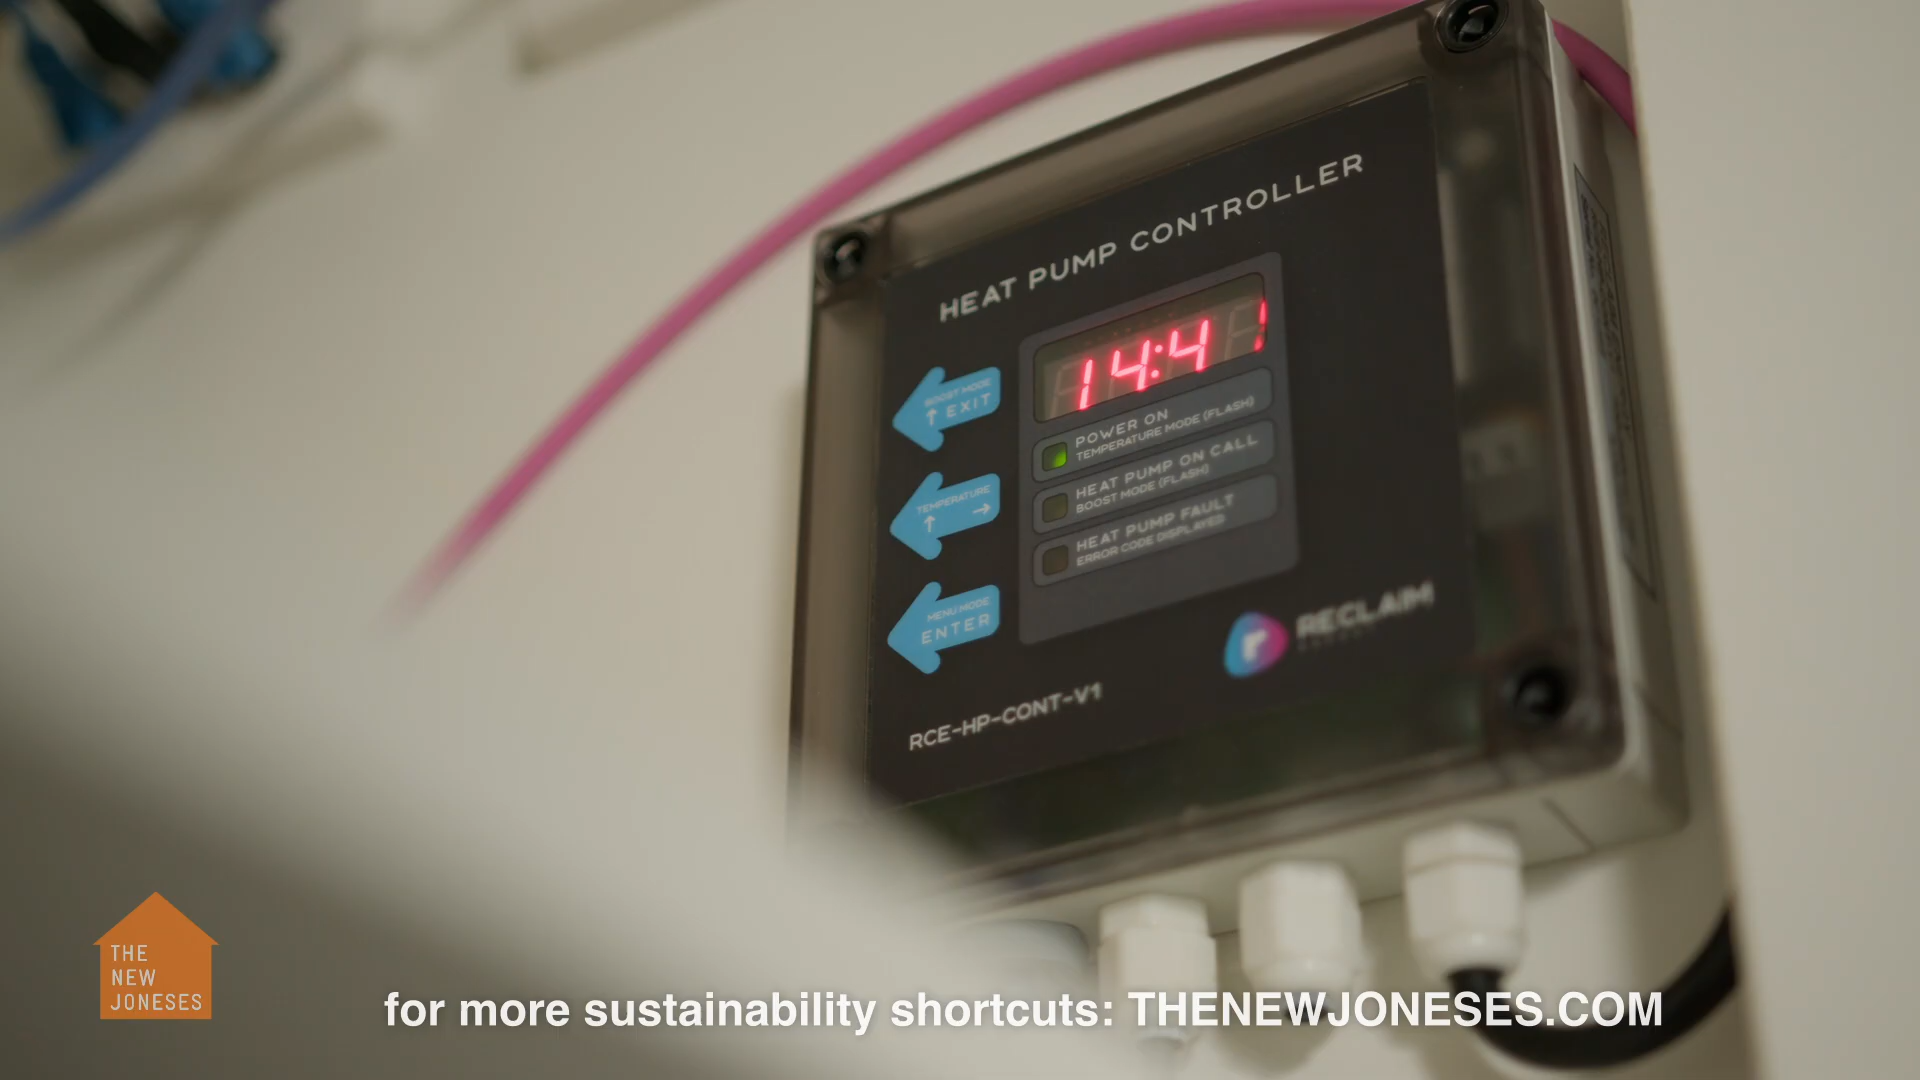 HEAT PUMP CONTROLLER
14:41
BOOST MODE
↑ EXIT
POWER ON
TEMPERATURE MODE (FLASH)
TEMPERATURE
↑ →
HEAT PUMP ON CALL
BOOST MODE (FLASH)
HEAT PUMP FAULT
ERROR CODE DISPLAYED
MENU MODE
ENTER
r RECLAIM
RCE-HP-CONT-V1
THE
NEW
JONESES
for more sustainability shortcuts: THENEWJONESES.COM